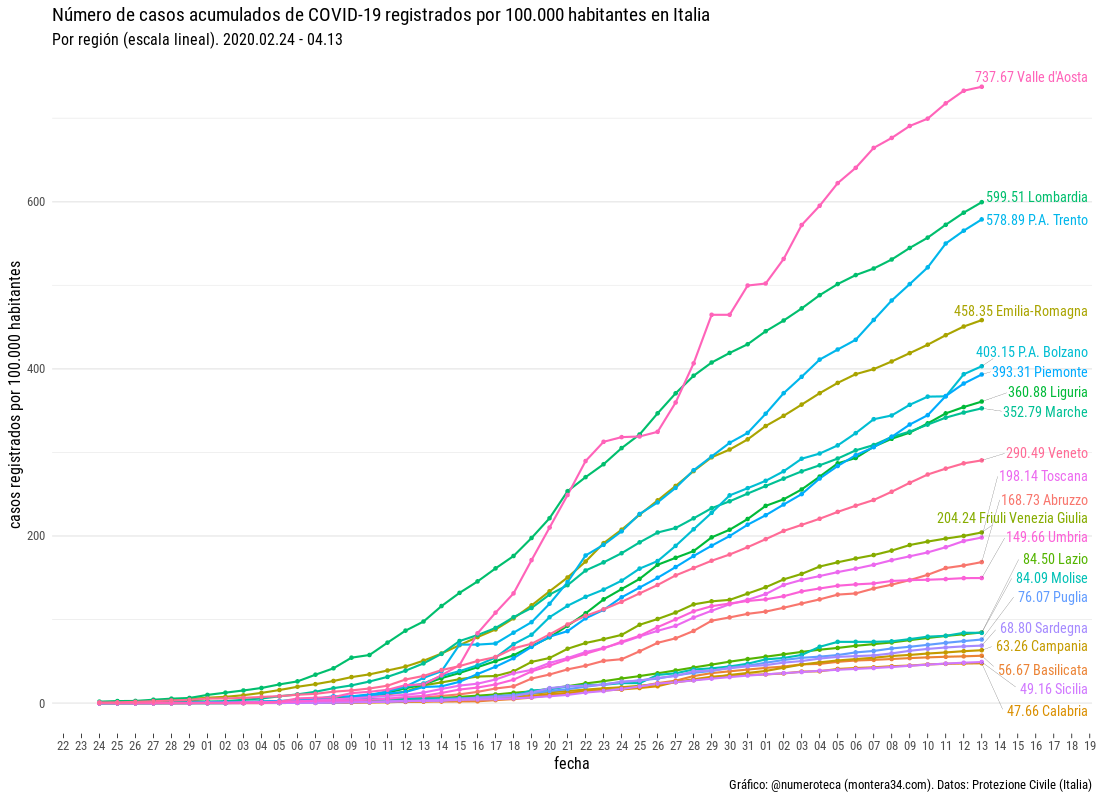 Número de casos acumulados de COVID-19 registrados por 100.000 habitantes en Italia
Por región (escala lineal). 2020.02.24 - 04.13
casos registrados por 100.000 habitantes
600
400
200
0
737.67 Valle d'Aosta
599.51 Lombardia
578.89 P.A. Trento
458.35 Emilia-Romagna
403.15 P.A. Bolzano
393.31 Piemonte
360.88 Liguria
352.79 Marche
290.49 Veneto
198.14 Toscana
168.73 Abruzzo
204.24 Friuli Venezia Giulia
149.66 Umbria
84.50 Lazio
84.09 Molise
76.07 Puglia
68.80 Sardegna
63.26 Campania
56.67 Basilicata
49.16 Sicilia
47.66 Calabria
22 23 24 25 26 27 28 29 01 02 03 04 05 06 07 08 09 10 11 12 13 14 15 16 17 18 19 20 21 22 23 24 25 26 27 28 29 30 31 01 02 03 04 05 06 07 08 09 10 11 12 13 14 15 16 17 18 19
fecha
Gráfico: @numeroteca (montera34.com). Datos: Protezione Civile (Italia)